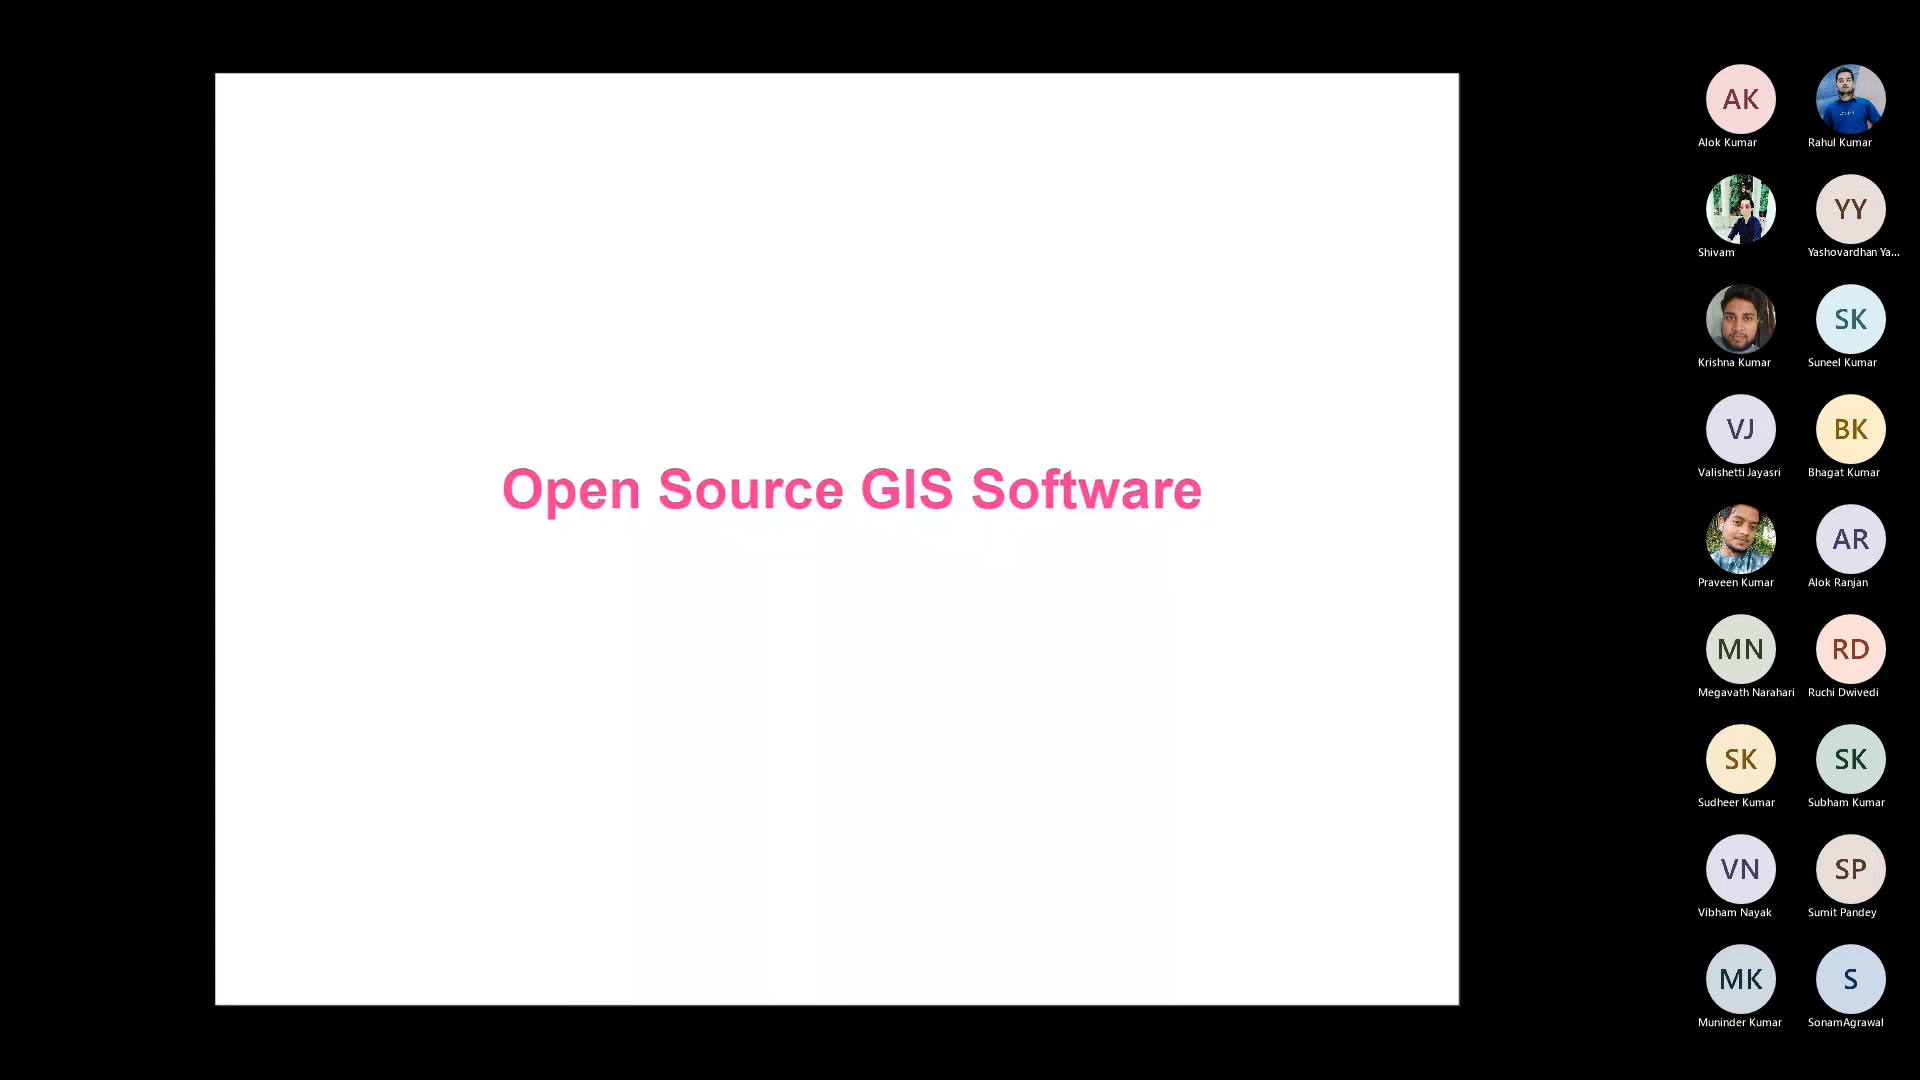 Open Source GIS Software
AK
Alok Kumar
Rahul Kumar
Shivam
YY
Yashovardhan Ya...
Krishna Kumar
SK
Suneel Kumar
VJ
Valishetti Jayasri
BK
Bhagat Kumar
Praveen Kumar
AR
Alok Ranjan
MN
Megavath Narahari
RD
Ruchi Dwivedi
SK
Sudheer Kumar
SK
Subham Kumar
VN
Vibham Nayak
SP
Sumit Pandey
MK
Muninder Kumar
S
SonamAgrawal